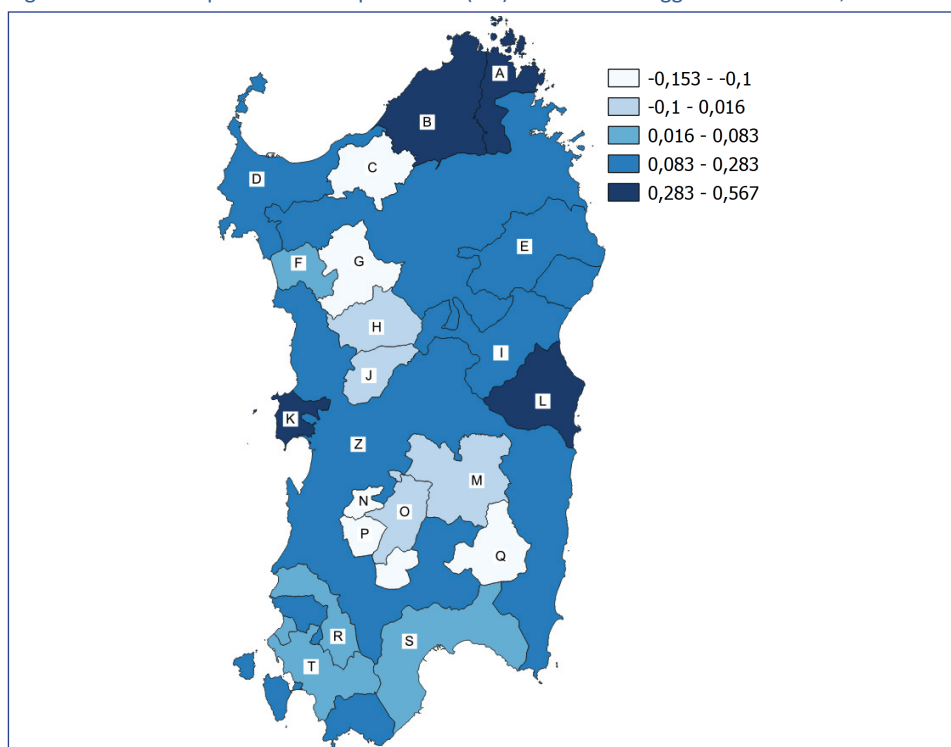 A
-0,153 - -0,1
-0,1 - 0,016
0,016 - 0,083
0,083 - 0,283
0,283 - 0,567
B
C
D
E
F
G
H
I
J
L
K
Z
M
N
O
P
Q
R
S
T